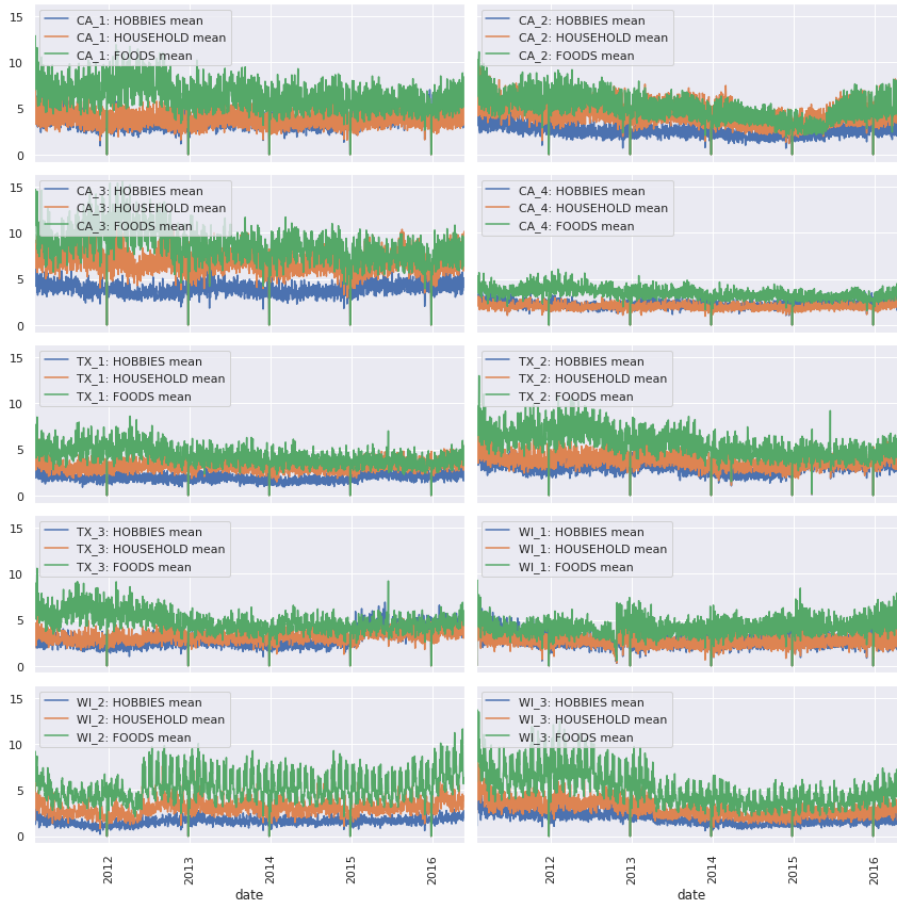 CA_1: HOBBIES mean
CA_1: HOUSEHOLD mean
CA_1: FOODS mean
15
10
5
0
CA_2: HOBBIES mean
CA_2: HOUSEHOLD mean
CA_2: FOODS mean
CA_3: HOBBIES mean
CA_3: HOUSEHOLD mean
CA_3: FOODS mean
15
10
5
0
CA_4: HOBBIES mean
CA_4: HOUSEHOLD mean
CA_4: FOODS mean
TX_1: HOBBIES mean
TX_1: HOUSEHOLD mean
TX_1: FOODS mean
15
10
5
0
TX_2: HOBBIES mean
TX_2: HOUSEHOLD mean
TX_2: FOODS mean
TX_3: HOBBIES mean
TX_3: HOUSEHOLD mean
TX_3: FOODS mean
15
10
5
0
WI_1: HOBBIES mean
WI_1: HOUSEHOLD mean
WI_1: FOODS mean
WI_2: HOBBIES mean
WI_2: HOUSEHOLD mean
WI_2: FOODS mean
15
10
5
0
WI_3: HOBBIES mean
WI_3: HOUSEHOLD mean
WI_3: FOODS mean
2012
2013
2014
2015
2016
date
2012
2013
2014
2015
2016
date